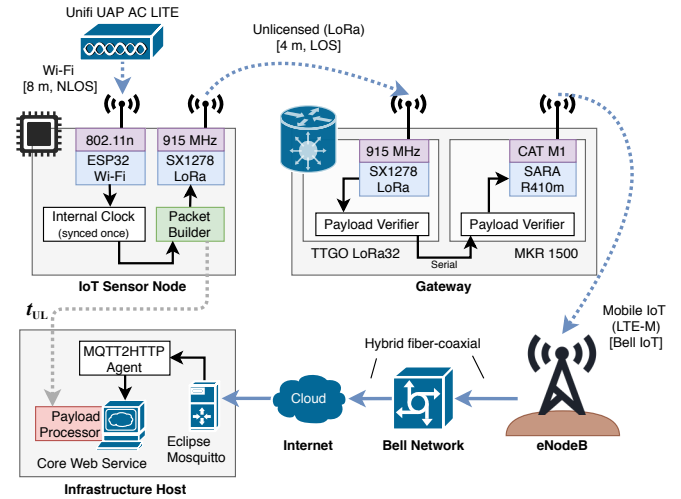 Unifi UAP AC LITE
Wi-Fi
[8 m, NLOS]
Unlicensed (LoRa)
[4 m, LOS]
802.11n
ESP32
Wi-Fi
915 MHz
SX1278
LoRa
Internal Clock
(synced once)
Packet
Builder
IoT Sensor Node
915 MHz
SX1278
LoRa
Payload Verifier
TTGO LoRa32
Serial
CAT M1
SARA
R410m
Payload Verifier
MKR 1500
Gateway
Mobile IoT
(LTE-M)
[Bell IoT]
tUL
MQTT2HTTP
Agent
Payload
Processor
Core Web Service
Eclipse
Mosquitto
Infrastructure Host
Cloud
Internet
Hybrid fiber-coaxial
Bell Network
eNodeB